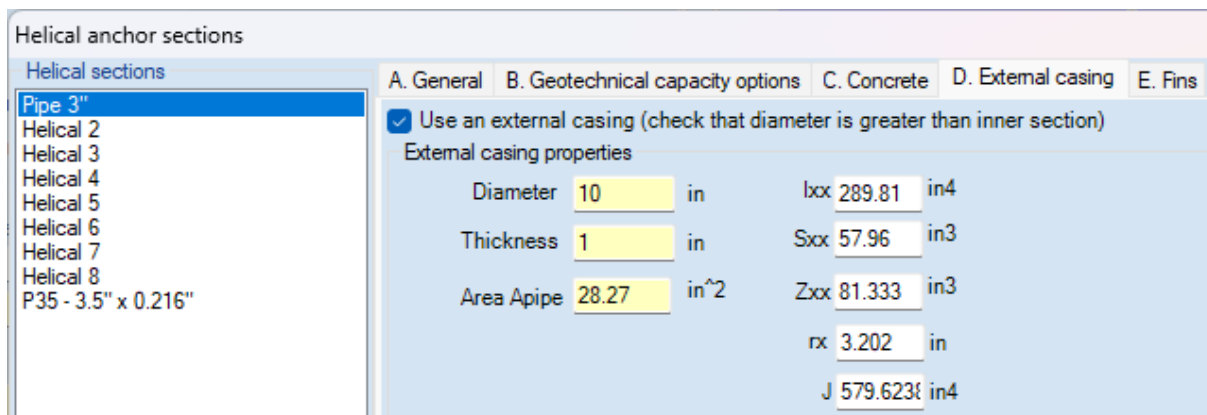 Helical anchor sections
Helical sections
Pipe 3"
Helical 2
Helical 3
Helical 4
Helical 5
Helical 6
Helical 7
Helical 8
P35 - 3.5" x 0.216"
A. General B. Geotechnical capacity options C. Concrete D. External casing E. Fins
Use an external casing (check that diameter is greater than inner section)
External casing properties
Diameter 10 in Ixx 289.81 in4
Thickness 1 in Sxx 57.96 in3
Area Apipe 28.27 in^2 Zxx 81.333 in3
rx 3.202 in
J 579.6238 in4